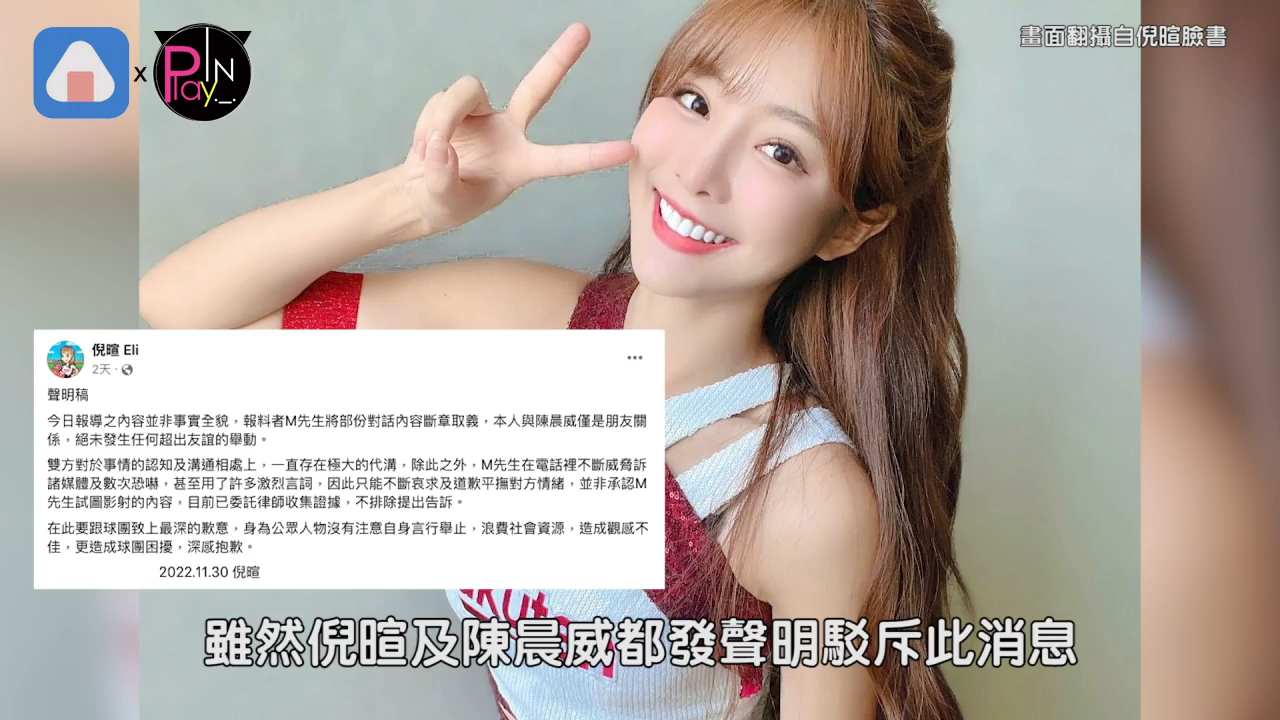 畫面翻攝自倪暄臉書
x
PlayIN
倪暄 Eli
2天
聲明稿
今日報導之內容並非事實全貌，報料者M先生將部份對話內容斷章取義，本人與陳晨威僅是朋友關
係，絕未發生任何超出友誼的舉動。
雙方對於事情的認知及溝通相處上，一直存在極大的代溝，除此之外，M先生在電話裡不斷威脅訴
諸媒體及數次恐嚇，甚至用了許多激烈言詞，因此只能不斷哀求及道歉平撫對方情緒，並非承認M
先生試圖影射的內容，目前已委託律師收集證據，不排除提出告訴。
在此要跟球團致上最深的歉意，身為公眾人物沒有注意自身言行舉止，浪費社會資源，造成觀感不
佳，更造成球團困擾，深感抱歉。
2022.11.30 倪暄
雖然倪暄及陳晨威都發聲明駁斥此消息